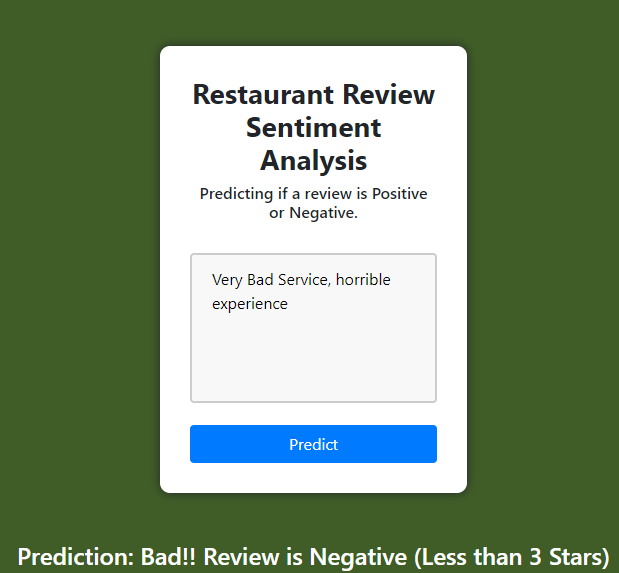 Restaurant Review
Sentiment
Analysis
Predicting if a review is Positive
or Negative.
Very Bad Service, horrible
experience
Predict
Prediction: Bad!! Review is Negative (Less than 3 Stars)